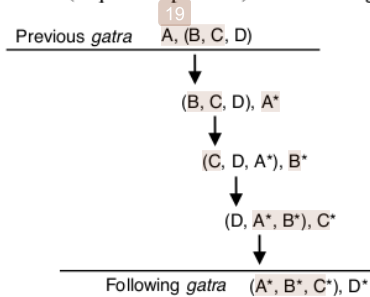 19
Previous gatra A, (B, C, D)
(B, C, D), A*
(C, D, A*), B*
(D, A*, B*), C*
Following gatra (A*, B*, C*), D*